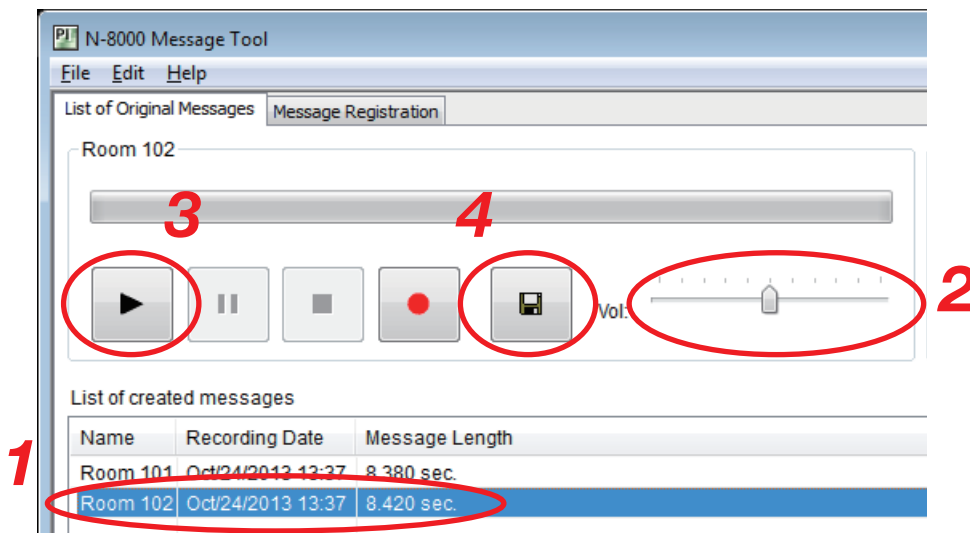 PI N-8000 Message Tool
File Edit Help
List of Original Messages Message Registration
Room 102
3 4
2
Vol:
List of created messages
Name Recording Date Message Length
1
Room 101 Oct/24/2013 13:37 8.380 sec.
Room 102 Oct/24/2013 13:37 8.420 sec.